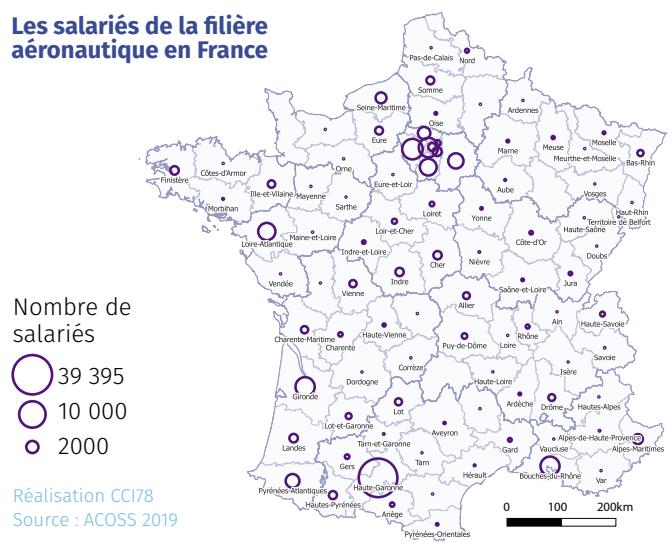 Les salariés de la filière
aéronautique en France
Pas-de-Calais
Nord
Somme
Seine-Maritime
Ardennes
Oise
Eure
Marne
Meuse
Moselle
Meurthe-et-Moselle
Bas-Rhin
Orne
Finistère
Côtes-d'Armor
Eure-et-Loir
Ille-et-Vilaine
Mayenne
Aube
Vosges
Morbihan
Sarthe
Loiret
Yonne
Haut-Rhin
Territoire de Belfort
Haute-Saône
Loir-et-Cher
Loire-Atlantique
Maine-et-Loire
Côte-d'Or
Indre-et-Loire
Doubs
Cher
Nièvre
Vendée
Indre
Saône-et-Loire
Jura
Vienne
Allier
Nombre de
salariés
39 395
10 000
2000
Ain
Haute-Savoie
Charente-Maritime
Charente
Haute-Vienne
Puy-de-Dôme
Loire
Rhône
Savoie
Corrèze
Isère
Dordogne
Haute-Loire
Gironde
Ardèche
Drôme
Hautes-Alpes
Lot
Lot-et-Garonne
Aveyron
Tarn-et-Garonne
Landes
Gard
Vaucluse
Alpes-de-Haute-Provence
Alpes-Maritimes
Gers
Tarn
Hérault
Bouches-du-Rhône
Var
Haute-Garonne
Pyrénées-Atlantiques
Hautes-Pyrénées
Ariège
Pyrénées-Orientales
Réalisation CCI78
Source : ACOSS 2019
0 100 200km